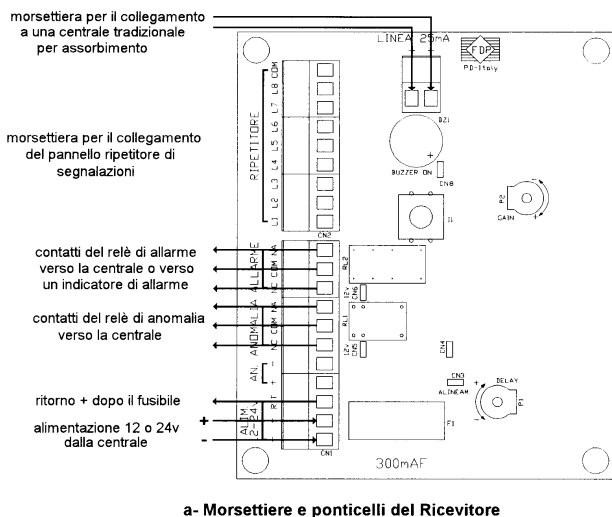 morsettiera per il collegamento
a una centrale tradizionale
per assorbimento
LINEA 25mA
FDP
PD-Italy
RIPETITORE
L1 L2 L3 L4 L5 L6 L7 L8 COM
CN2
morsettiera per il collegamento
del pannello ripetitore di
segnalazioni
BZ1
+
BUZZER ON
CN8
P2
GAIN
+
-
I1
contatti del relè di allarme
verso la centrale o verso
un indicatore di allarme
ALLARME
NC COM NA
RL2
12v
CN6
contatti del relè di anomalia
verso la centrale
ANOMALIA
NC COM NA
RL1
12v
CN5
CN4
AN.
+ -
CN3
ALINEAM.
DELAY
+
-
P1
ritorno + dopo il fusibile
RIT
alimentazione 12 o 24v
dalla centrale
+
-
ALIM.
2-24v
- +
CN1
F1
300mAF
a- Morsettiere e ponticelli del Ricevitore